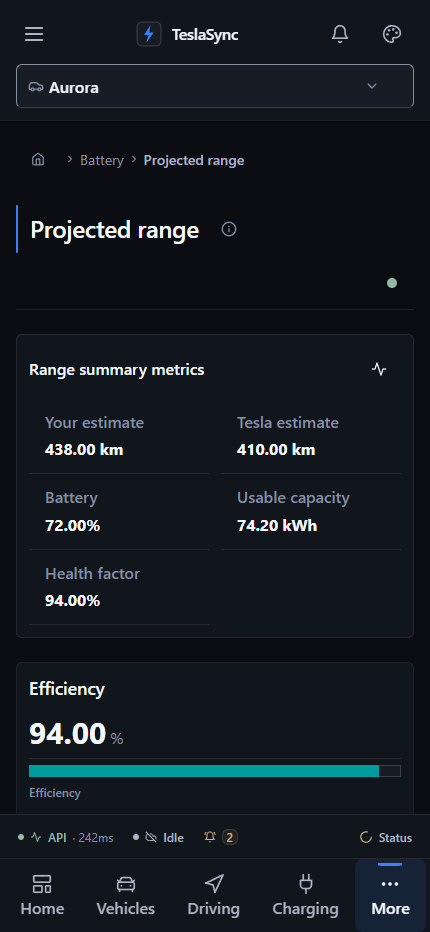 TeslaSync
Aurora
Battery Projected range
Projected range
Range summary metrics
Your estimate Tesla estimate
438.00 km 410.00 km
Battery Usable capacity
72.00% 74.20 kWh
Health factor
94.00%
Efficiency
94.00 %
Efficiency
API · 242ms Idle 2 Status
Home Vehicles Driving Charging More